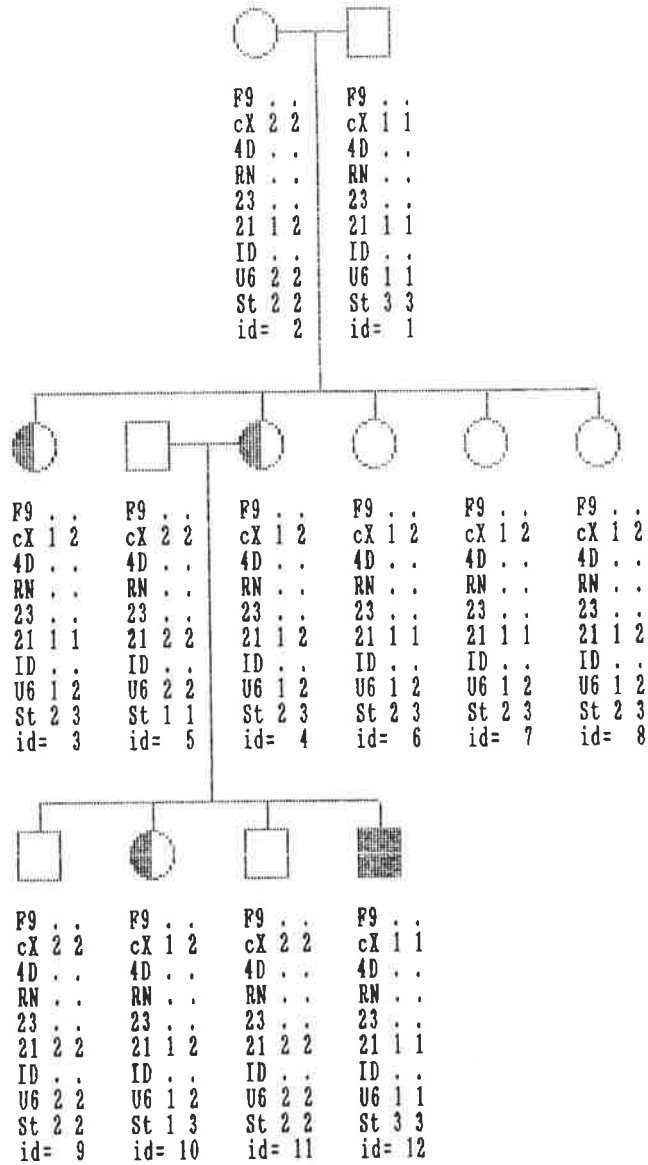 F9 . . F9 . .
cX 2 2 cX 1 1
4D . . 4D . .
RN . . RN . .
23 . . 23 . .
21 1 2 21 1 1
ID . . ID . .
U6 2 2 U6 1 1
St 2 2 St 3 3
id= 2 id= 1
F9 . . F9 . . F9 . . F9 . . F9 . . F9 . .
cX 1 2 cX 2 2 cX 1 2 cX 1 2 cX 1 2 cX 1 2
4D . . 4D . . 4D . . 4D . . 4D . . 4D . .
RN . . RN . . RN . . RN . . RN . . RN . .
23 . . 23 . . 23 . . 23 . . 23 . . 23 . .
21 1 1 21 2 2 21 1 2 21 1 1 21 1 1 21 1 2
ID . . ID . . ID . . ID . . ID . . ID . .
U6 1 2 U6 2 2 U6 1 2 U6 1 2 U6 1 2 U6 1 2
St 2 3 St 1 1 St 2 3 St 2 3 St 2 3 St 2 3
id= 3 id= 5 id= 4 id= 6 id= 7 id= 8
F9 . . F9 . . F9 . . F9 . .
cX 2 2 cX 1 2 cX 2 2 cX 1 1
4D . . 4D . . 4D . . 4D . .
RN . . RN . . RN . . RN . .
23 . . 23 . . 23 . . 23 . .
21 2 2 21 1 2 21 2 2 21 1 1
ID . . ID . . ID . . ID . .
U6 2 2 U6 1 2 U6 2 2 U6 1 1
St 2 2 St 1 3 St 2 2 St 3 3
id= 9 id= 10 id= 11 id= 12